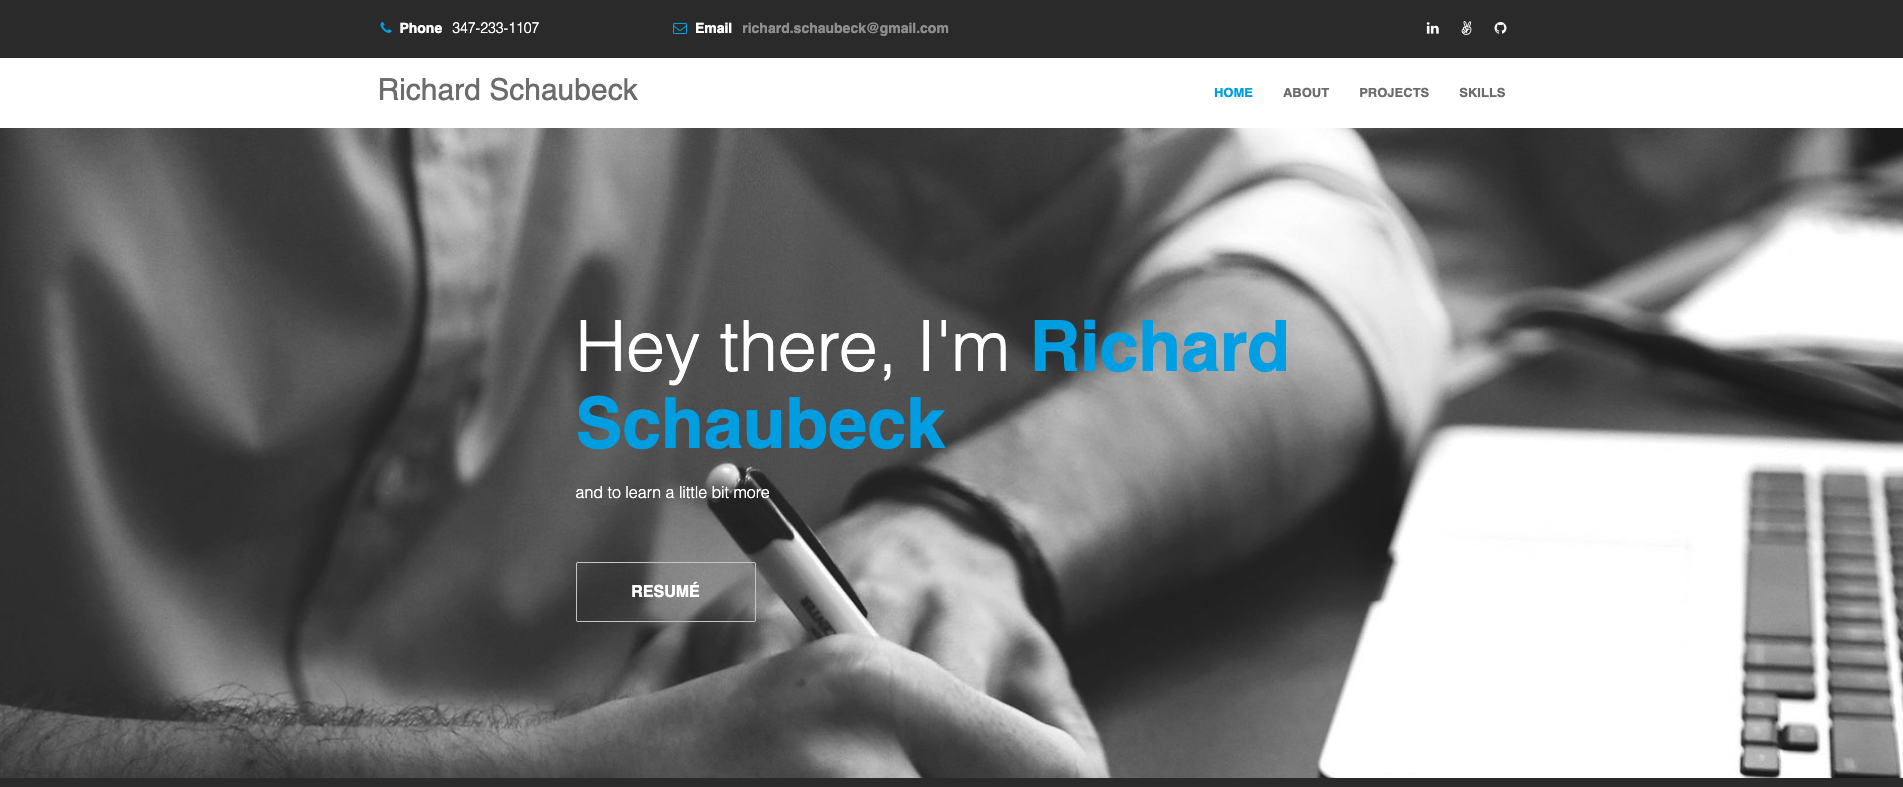 Phone 347-233-1107 Email richard.schaubeck@gmail.com in
Richard Schaubeck HOME ABOUT PROJECTS SKILLS
Hey there, I'm Richard
Schaubeck
and to learn a little bit more
RESUMÉ